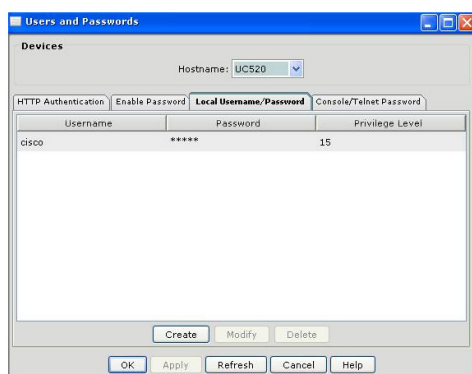 Users and Passwords
Devices
Hostname: UC520
HTTP Authentication Enable Password Local Username/Password Console/Telnet Password
Username Password Privilege Level
cisco ***** 15
Create Modify Delete
OK Apply Refresh Cancel Help